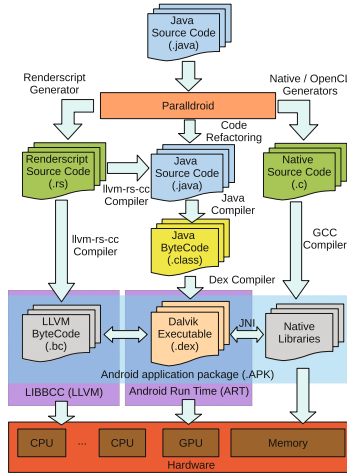 Java
Source Code
(.java)
Renderscript
Generator
Native / OpenCl
Generators
Paralldroid
Code
Refactoring
Renderscript
Source Code
(.rs)
llvm-rs-cc
Compiler
Java
Source Code
(.java)
Native
Source Code
(.c)
Java
Compiler
llvm-rs-cc
Compiler
GCC
Compiler
Java
ByteCode
(.class)
Dex Compiler
LLVM
ByteCode
(.bc)
Dalvik
Executable
(.dex)
JNI
Native
Libraries
Android application package (.APK)
LIBBCC (LLVM)
Android Run Time (ART)
CPU
...
CPU
GPU
Memory
Hardware